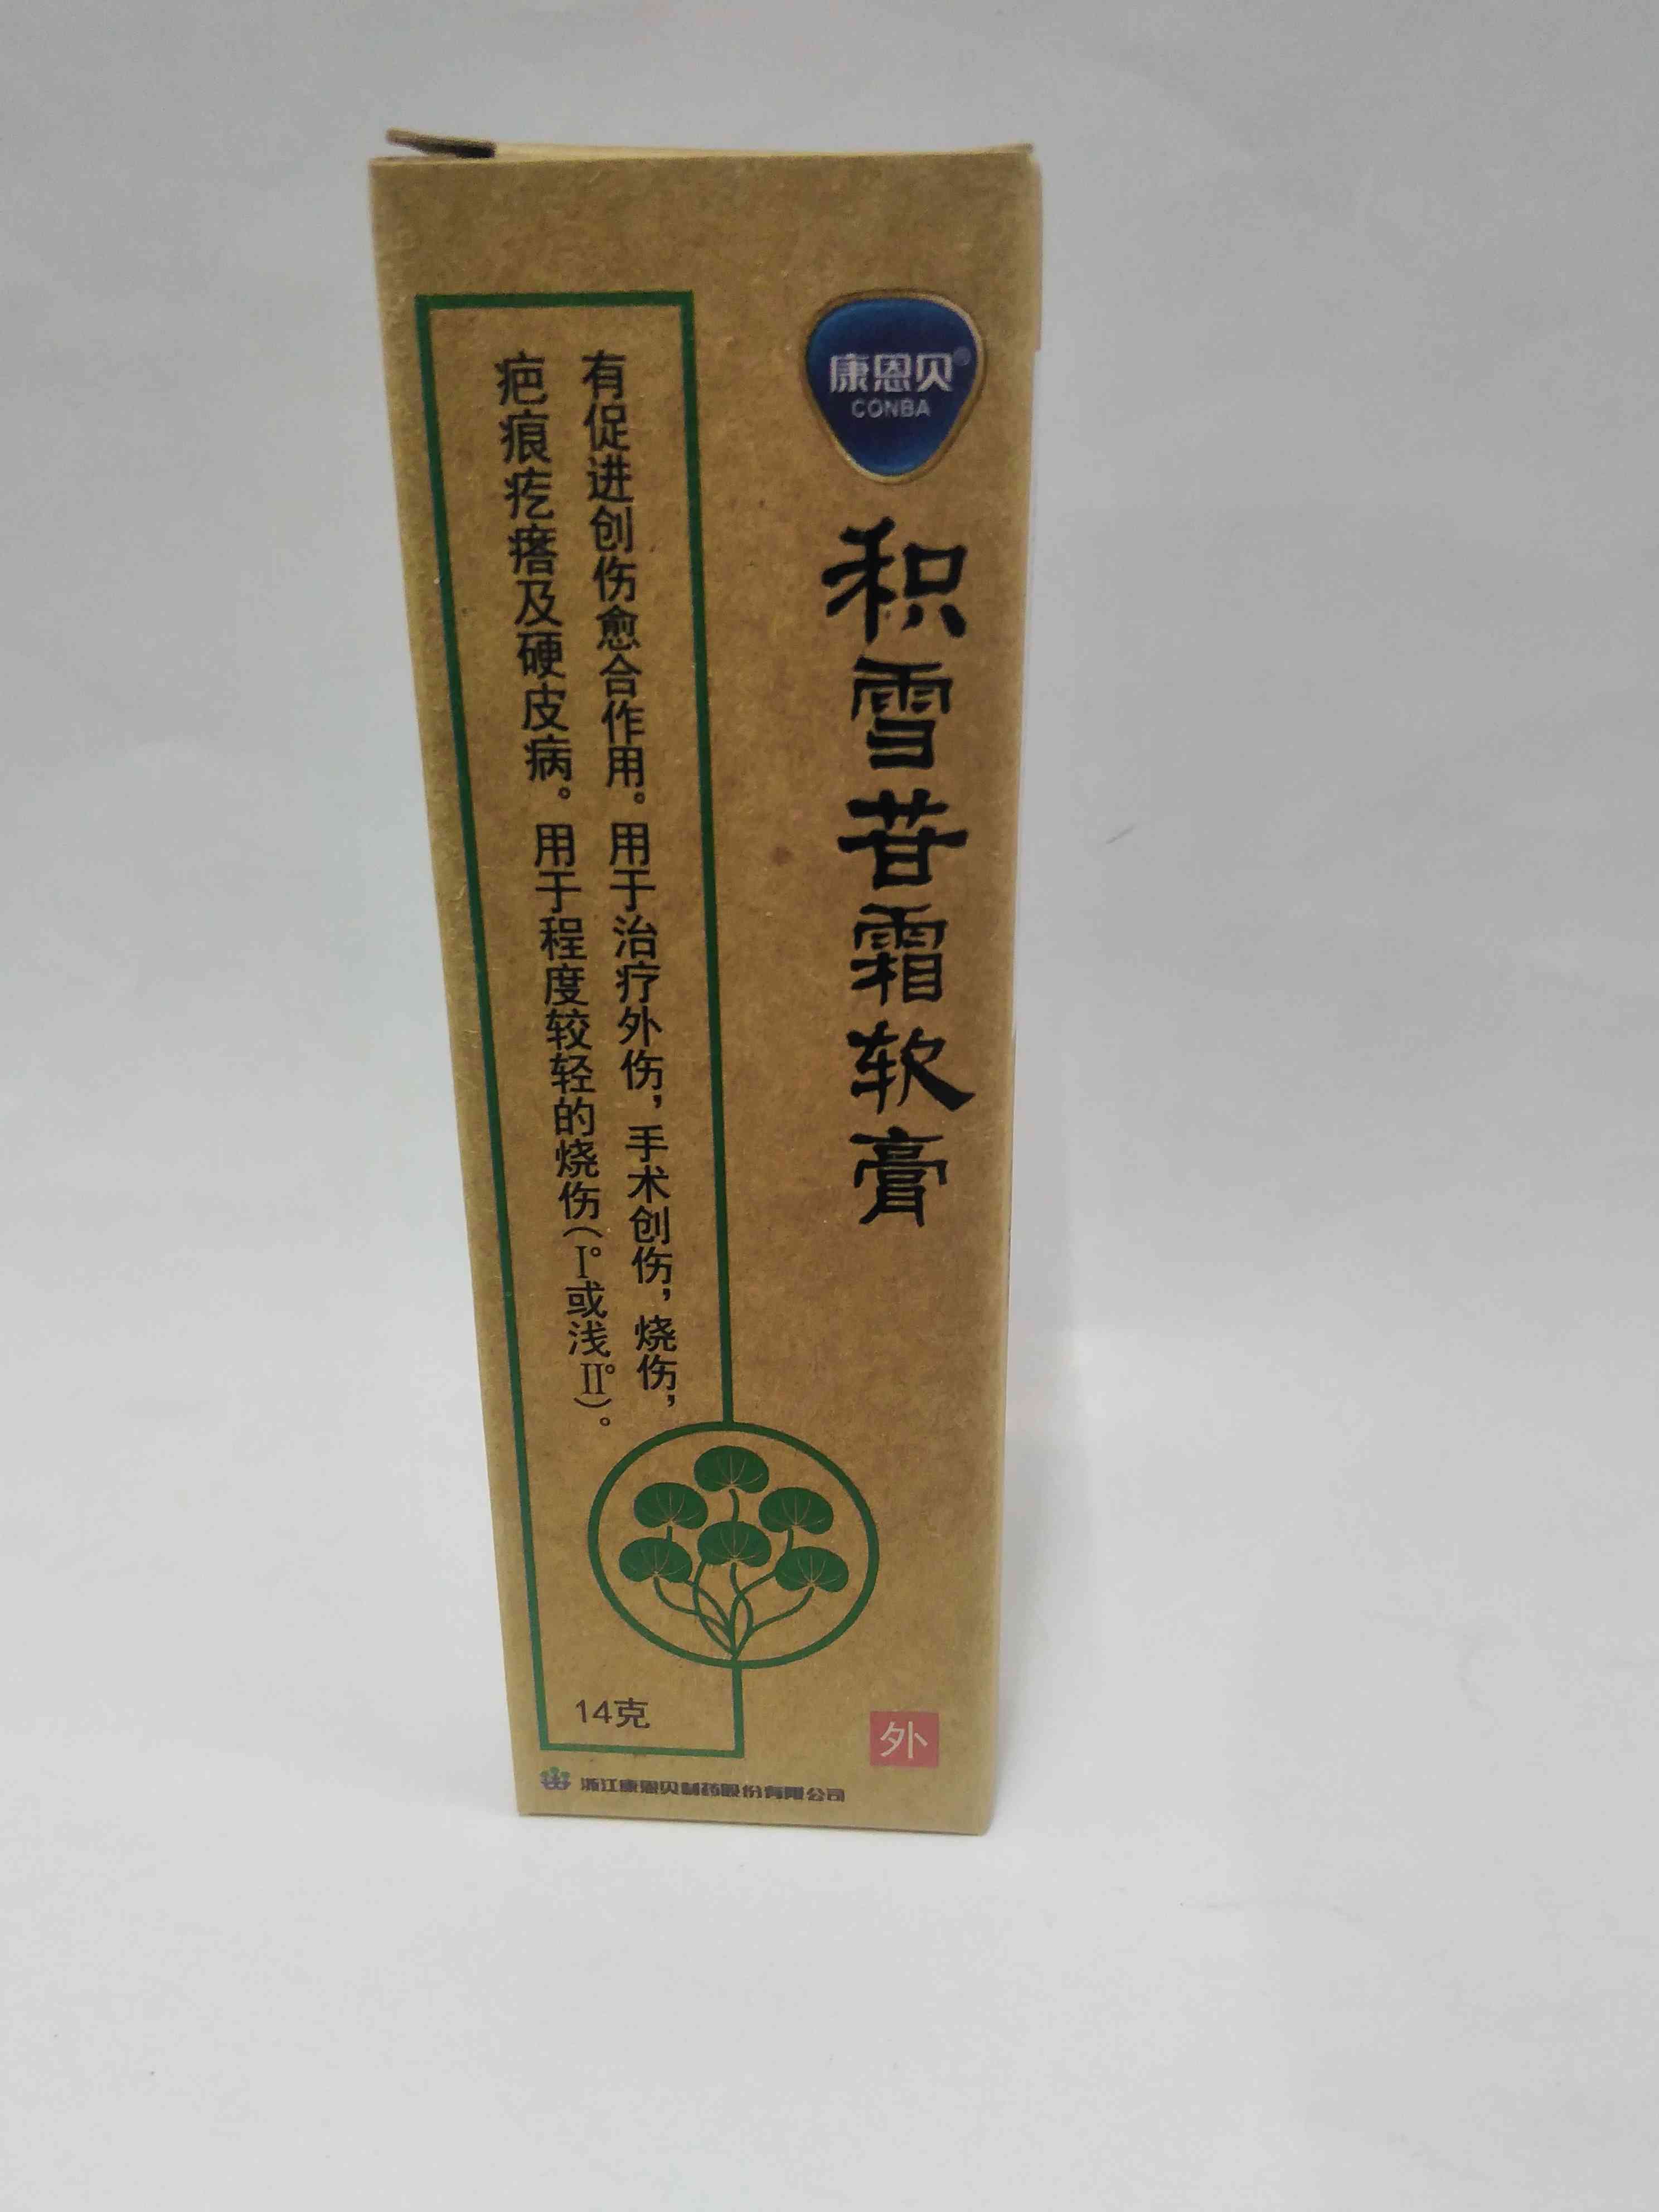 康恩贝®
CONBA
积雪苷霜软膏
有促进创伤愈合作用。用于治疗外伤，手术创伤，烧伤，
疤痕疙瘩及硬皮病。用于程度较轻的烧伤（Ⅰ°或浅Ⅱ°）。
14克
外
浙江康恩贝制药股份有限公司